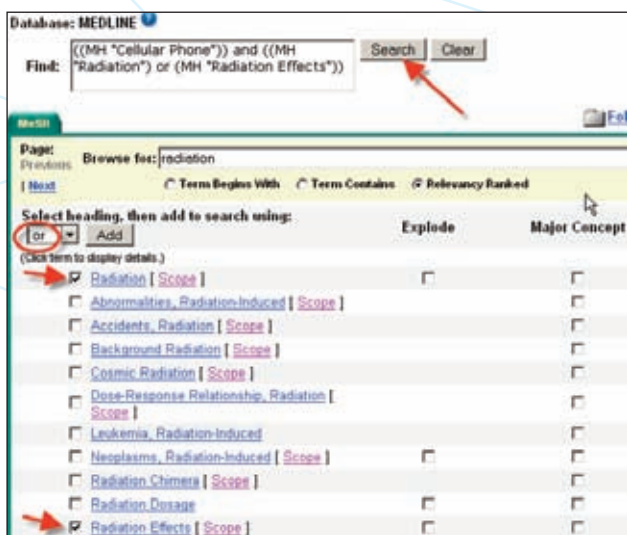 Database: MEDLINE
((MH "Cellular Phone")) and ((MH
Find: "Radiation") or (MH "Radiation Effects"))
Search Clear
MeSH
Page:
Previous Browse for: radiation
| Next Term Begins With Term Contains Relevancy Ranked
Select heading, then add to search using:
or Add Explode Major Concept
(Click term to display details.)
Radiation [ Scope ]
Abnormalities, Radiation-Induced [ Scope ]
Accidents, Radiation [ Scope ]
Background Radiation [ Scope ]
Cosmic Radiation [ Scope ]
Dose-Response Relationship, Radiation [
Scope ]
Leukemia, Radiation-Induced
Neoplasms, Radiation-Induced [ Scope ]
Radiation Chimera [ Scope ]
Radiation Dosage
Radiation Effects [ Scope ]